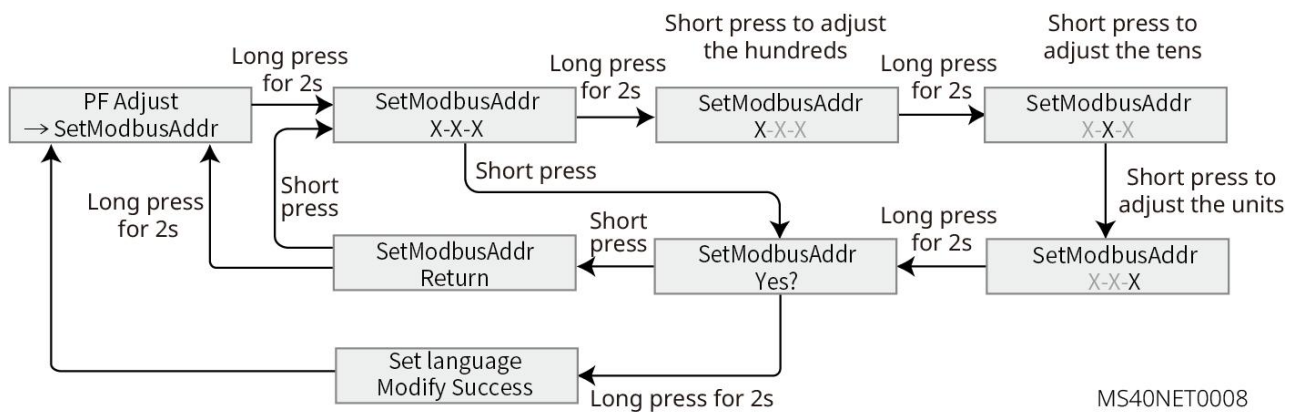 Short press to adjust
the hundreds
Short press to
adjust the tens
Long press
for 2s
Long press
for 2s
Long press
for 2s
PF Adjust
→ SetModbusAddr
SetModbusAddr
X-X-X
SetModbusAddr
X-X-X
SetModbusAddr
X-X-X
Short press
Short
press
Long press
for 2s
Short press to
adjust the units
Short
press
Long press
for 2s
SetModbusAddr
Return
SetModbusAddr
Yes?
SetModbusAddr
X-X-X
Set language
Modify Success
Long press for 2s
MS40NET0008